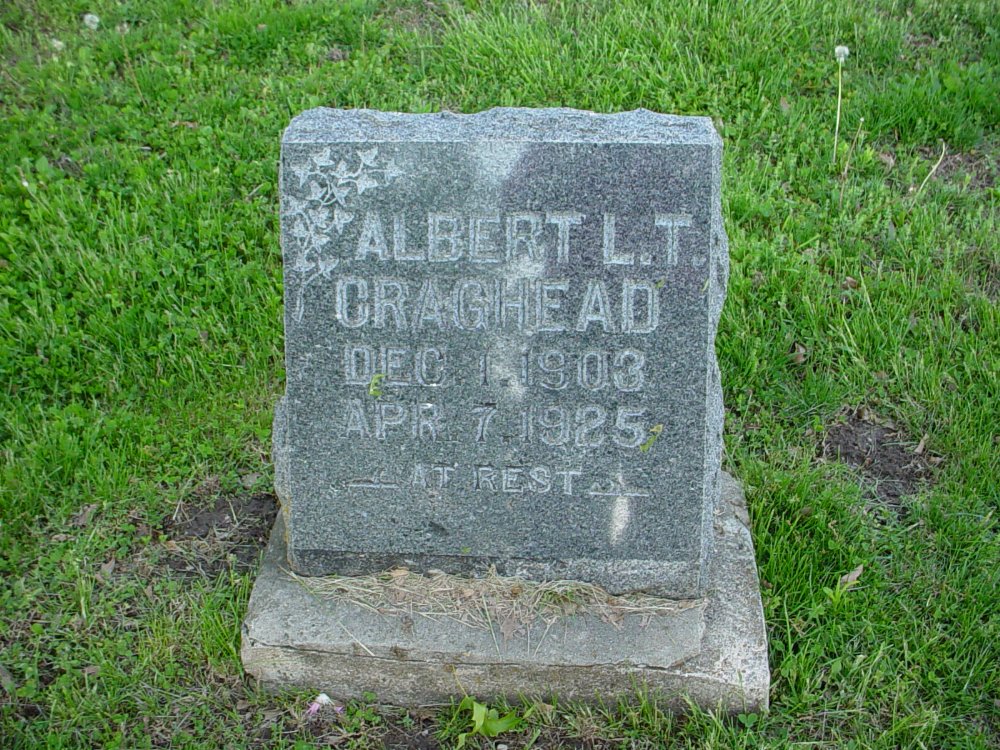 ALBERT L. T.
CRAGHEAD
DEC. 1, 1903
APR. 7, 1925
AT REST